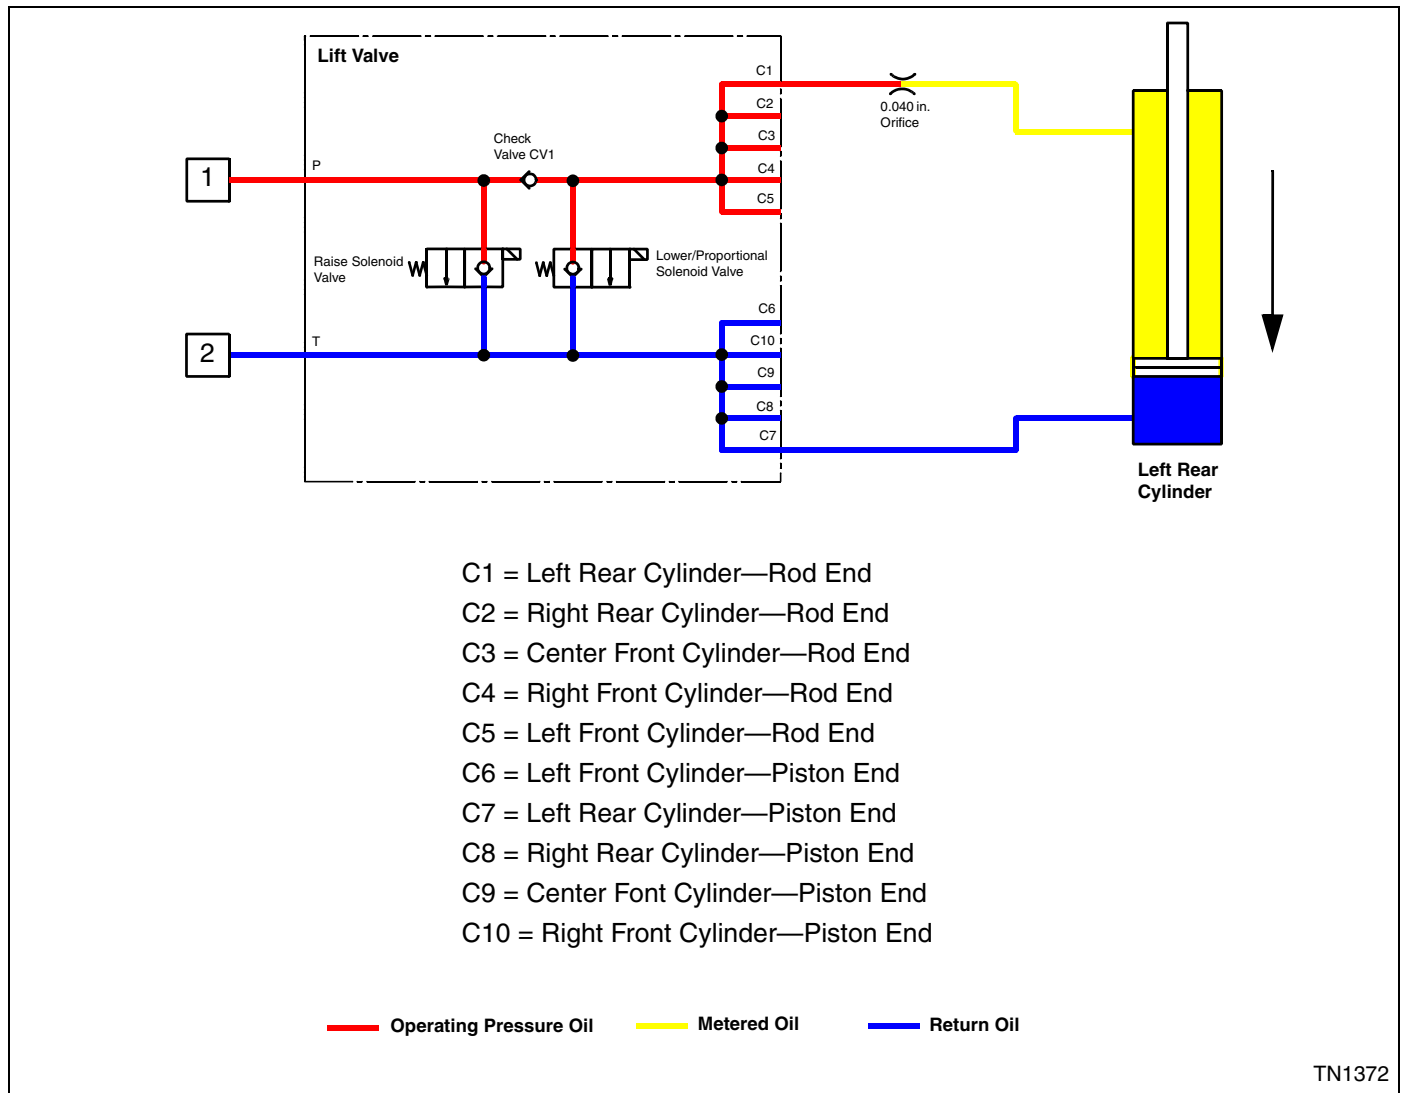 Lift Valve
C1
C2
C3
C4
C5
0.040 in.
Orifice
Check
Valve CV1
P
1
Raise Solenoid
Valve
Lower/Proportional
Solenoid Valve
C6
C10
C9
C8
C7
T
2
Left Rear
Cylinder
C1 = Left Rear Cylinder—Rod End
C2 = Right Rear Cylinder—Rod End
C3 = Center Front Cylinder—Rod End
C4 = Right Front Cylinder—Rod End
C5 = Left Front Cylinder—Rod End
C6 = Left Front Cylinder—Piston End
C7 = Left Rear Cylinder—Piston End
C8 = Right Rear Cylinder—Piston End
C9 = Center Font Cylinder—Piston End
C10 = Right Front Cylinder—Piston End
Operating Pressure Oil
Metered Oil
Return Oil
TN1372